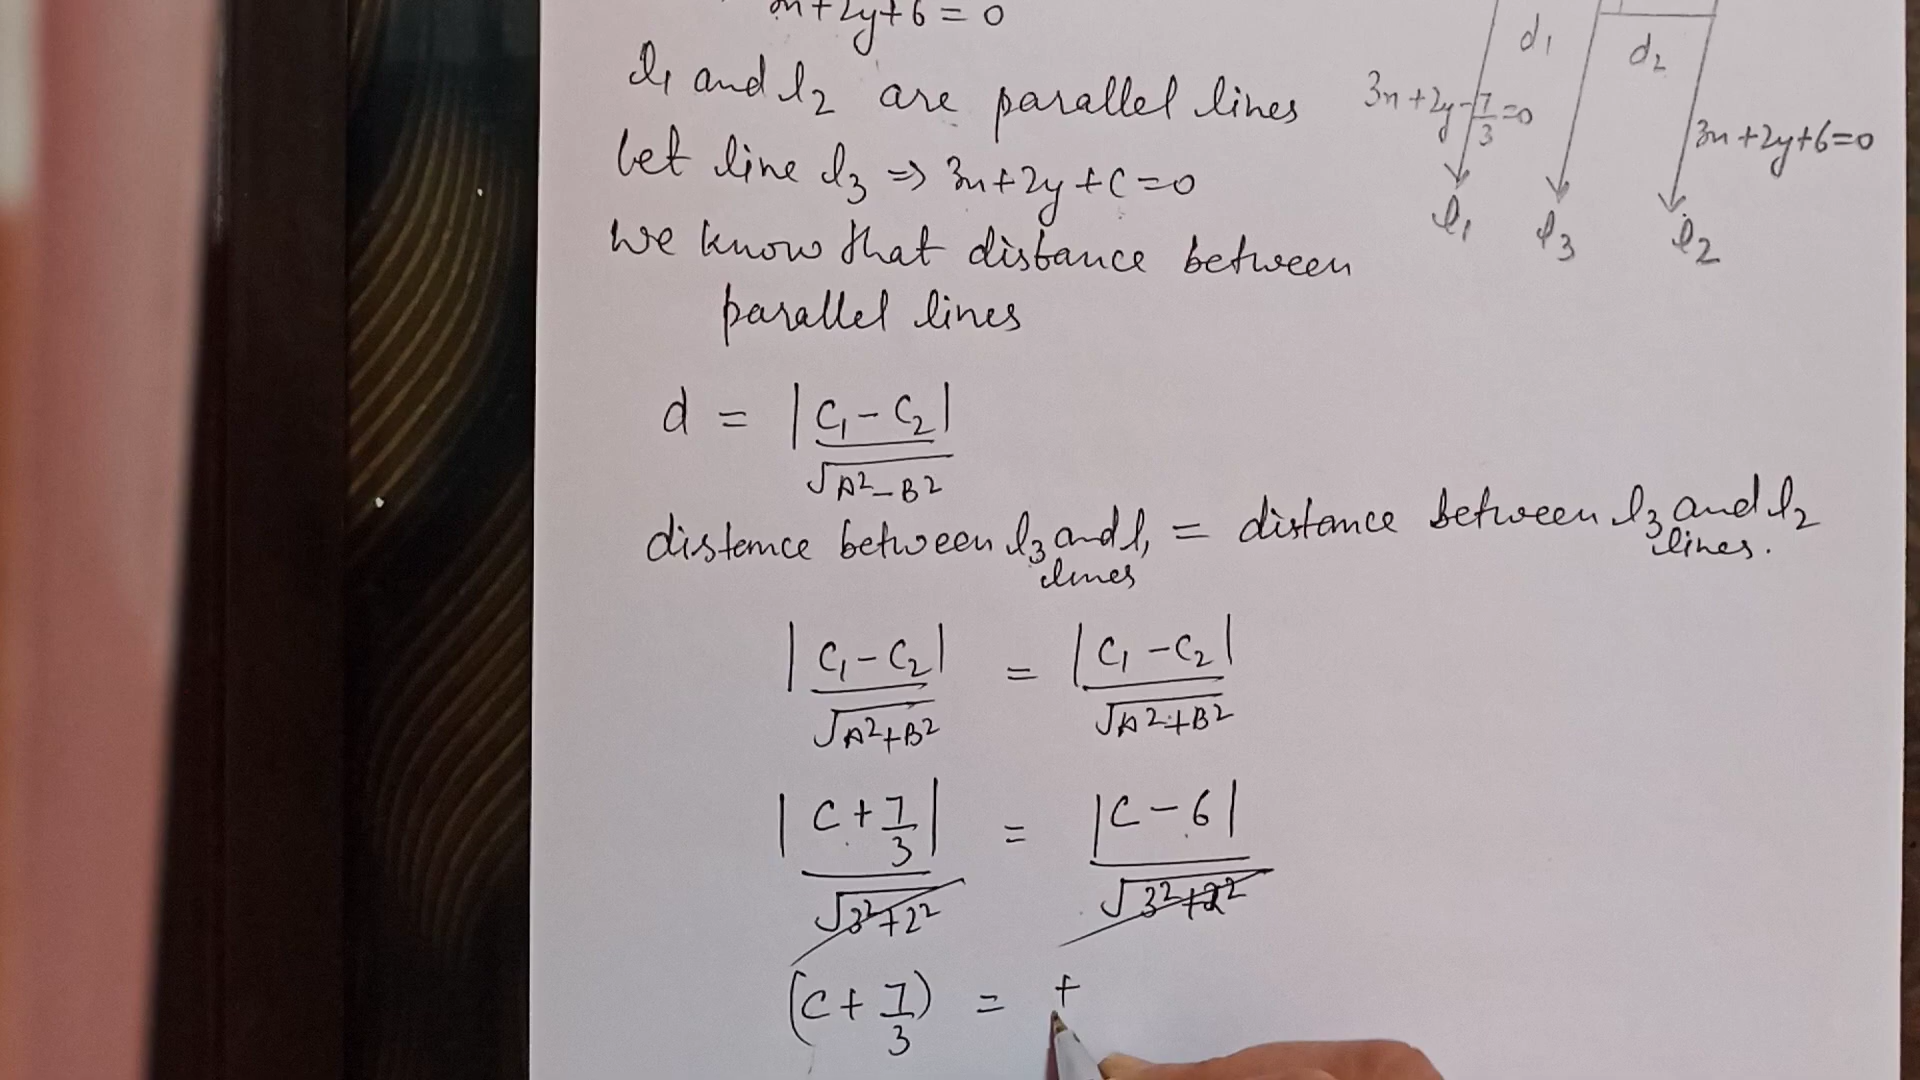 3x+2y+6=0
l₁ and l₂ are parallel lines
Let line l₃ ⇒ 3x+2y+C=0
We know that distance between
parallel lines
d = |C₁-C₂| / √A²-B²
distance between l₃ and l₁ lines = distance between l₃ and l₂ lines.
|C₁-C₂| / √A²+B² = |C₁-C₂| / √A²+B²
|C+7/3| / √3²+2² = |C-6| / √3²+2²
(C+7/3) = +
d₁
d₂
3x+2y-7/3=0
3x+2y+6=0
l₁
l₃
l₂